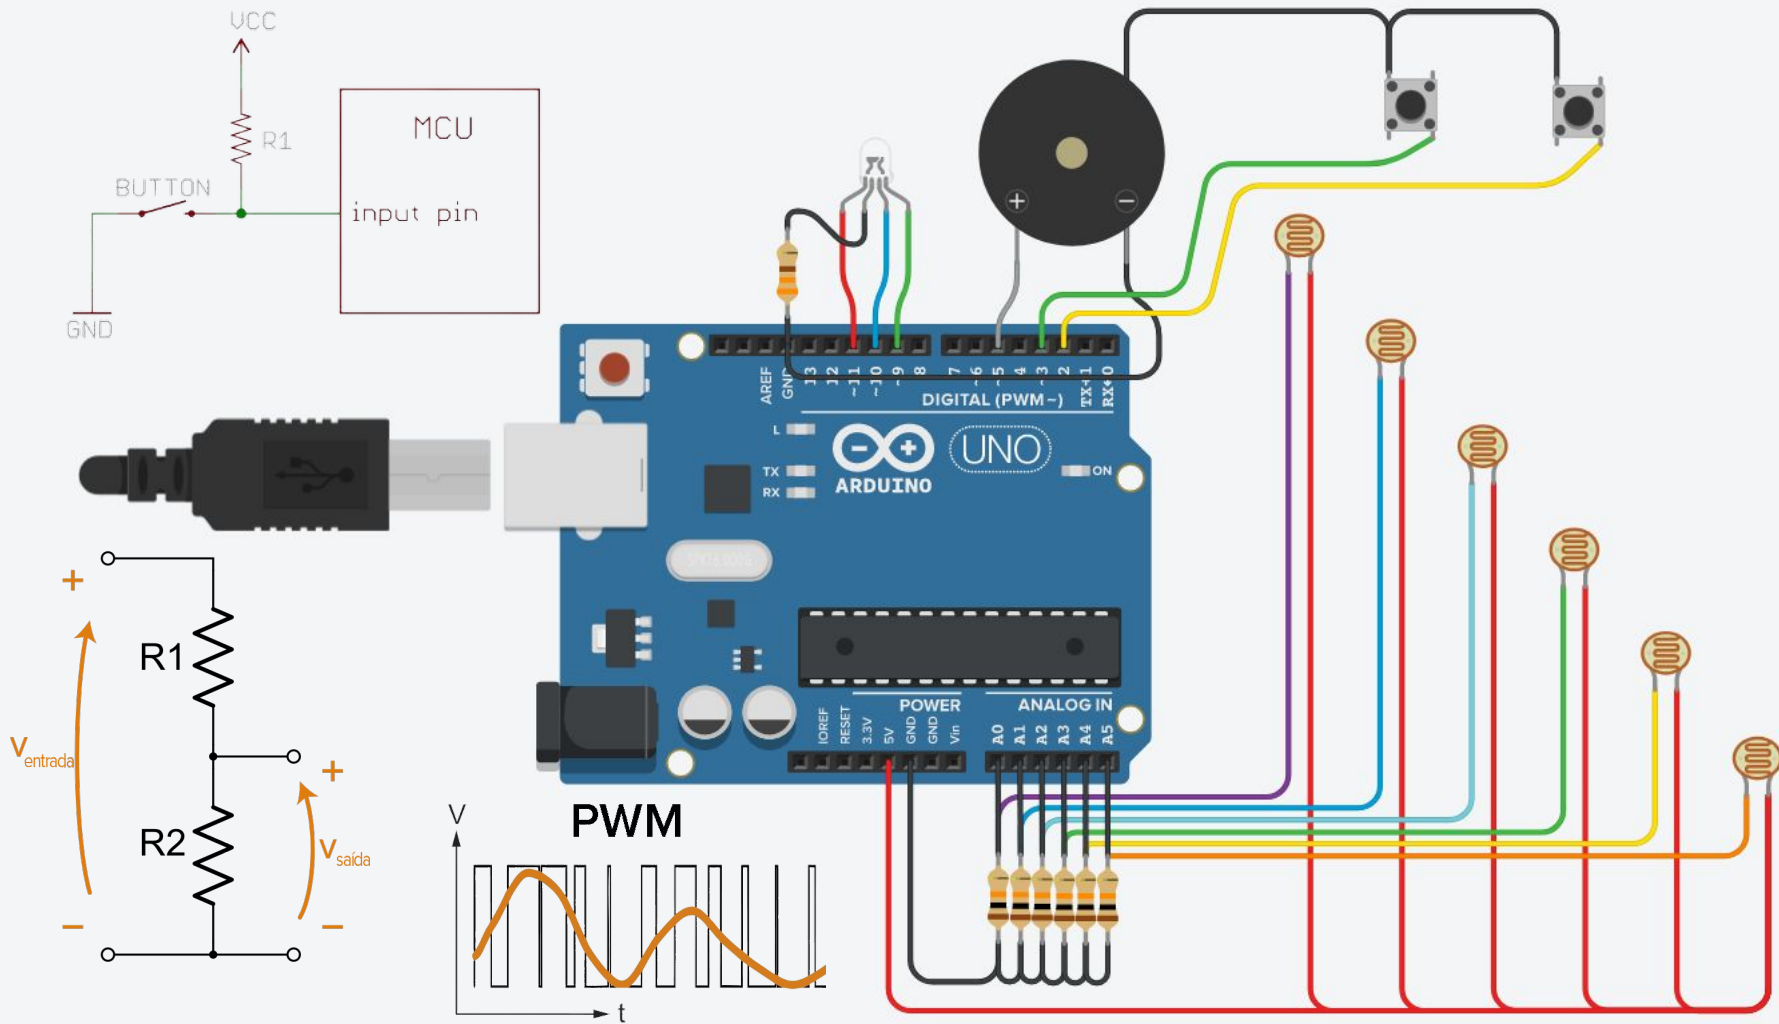 VCC
R1
MCU
BUTTON
input pin
GND
+
−
AREF
GND
13
12
~11
~10
~9
8
7
~6
~5
4
~3
2
TX→1
RX←0
DIGITAL (PWM~)
L
TX
RX
ARDUINO
UNO
ON
IOREF
RESET
3.3V
5V
GND
GND
Vin
POWER
ANALOG IN
A0
A1
A2
A3
A4
A5
+
R1
Ventrada
R2
+
Vsaída
−
−
PWM
V
t